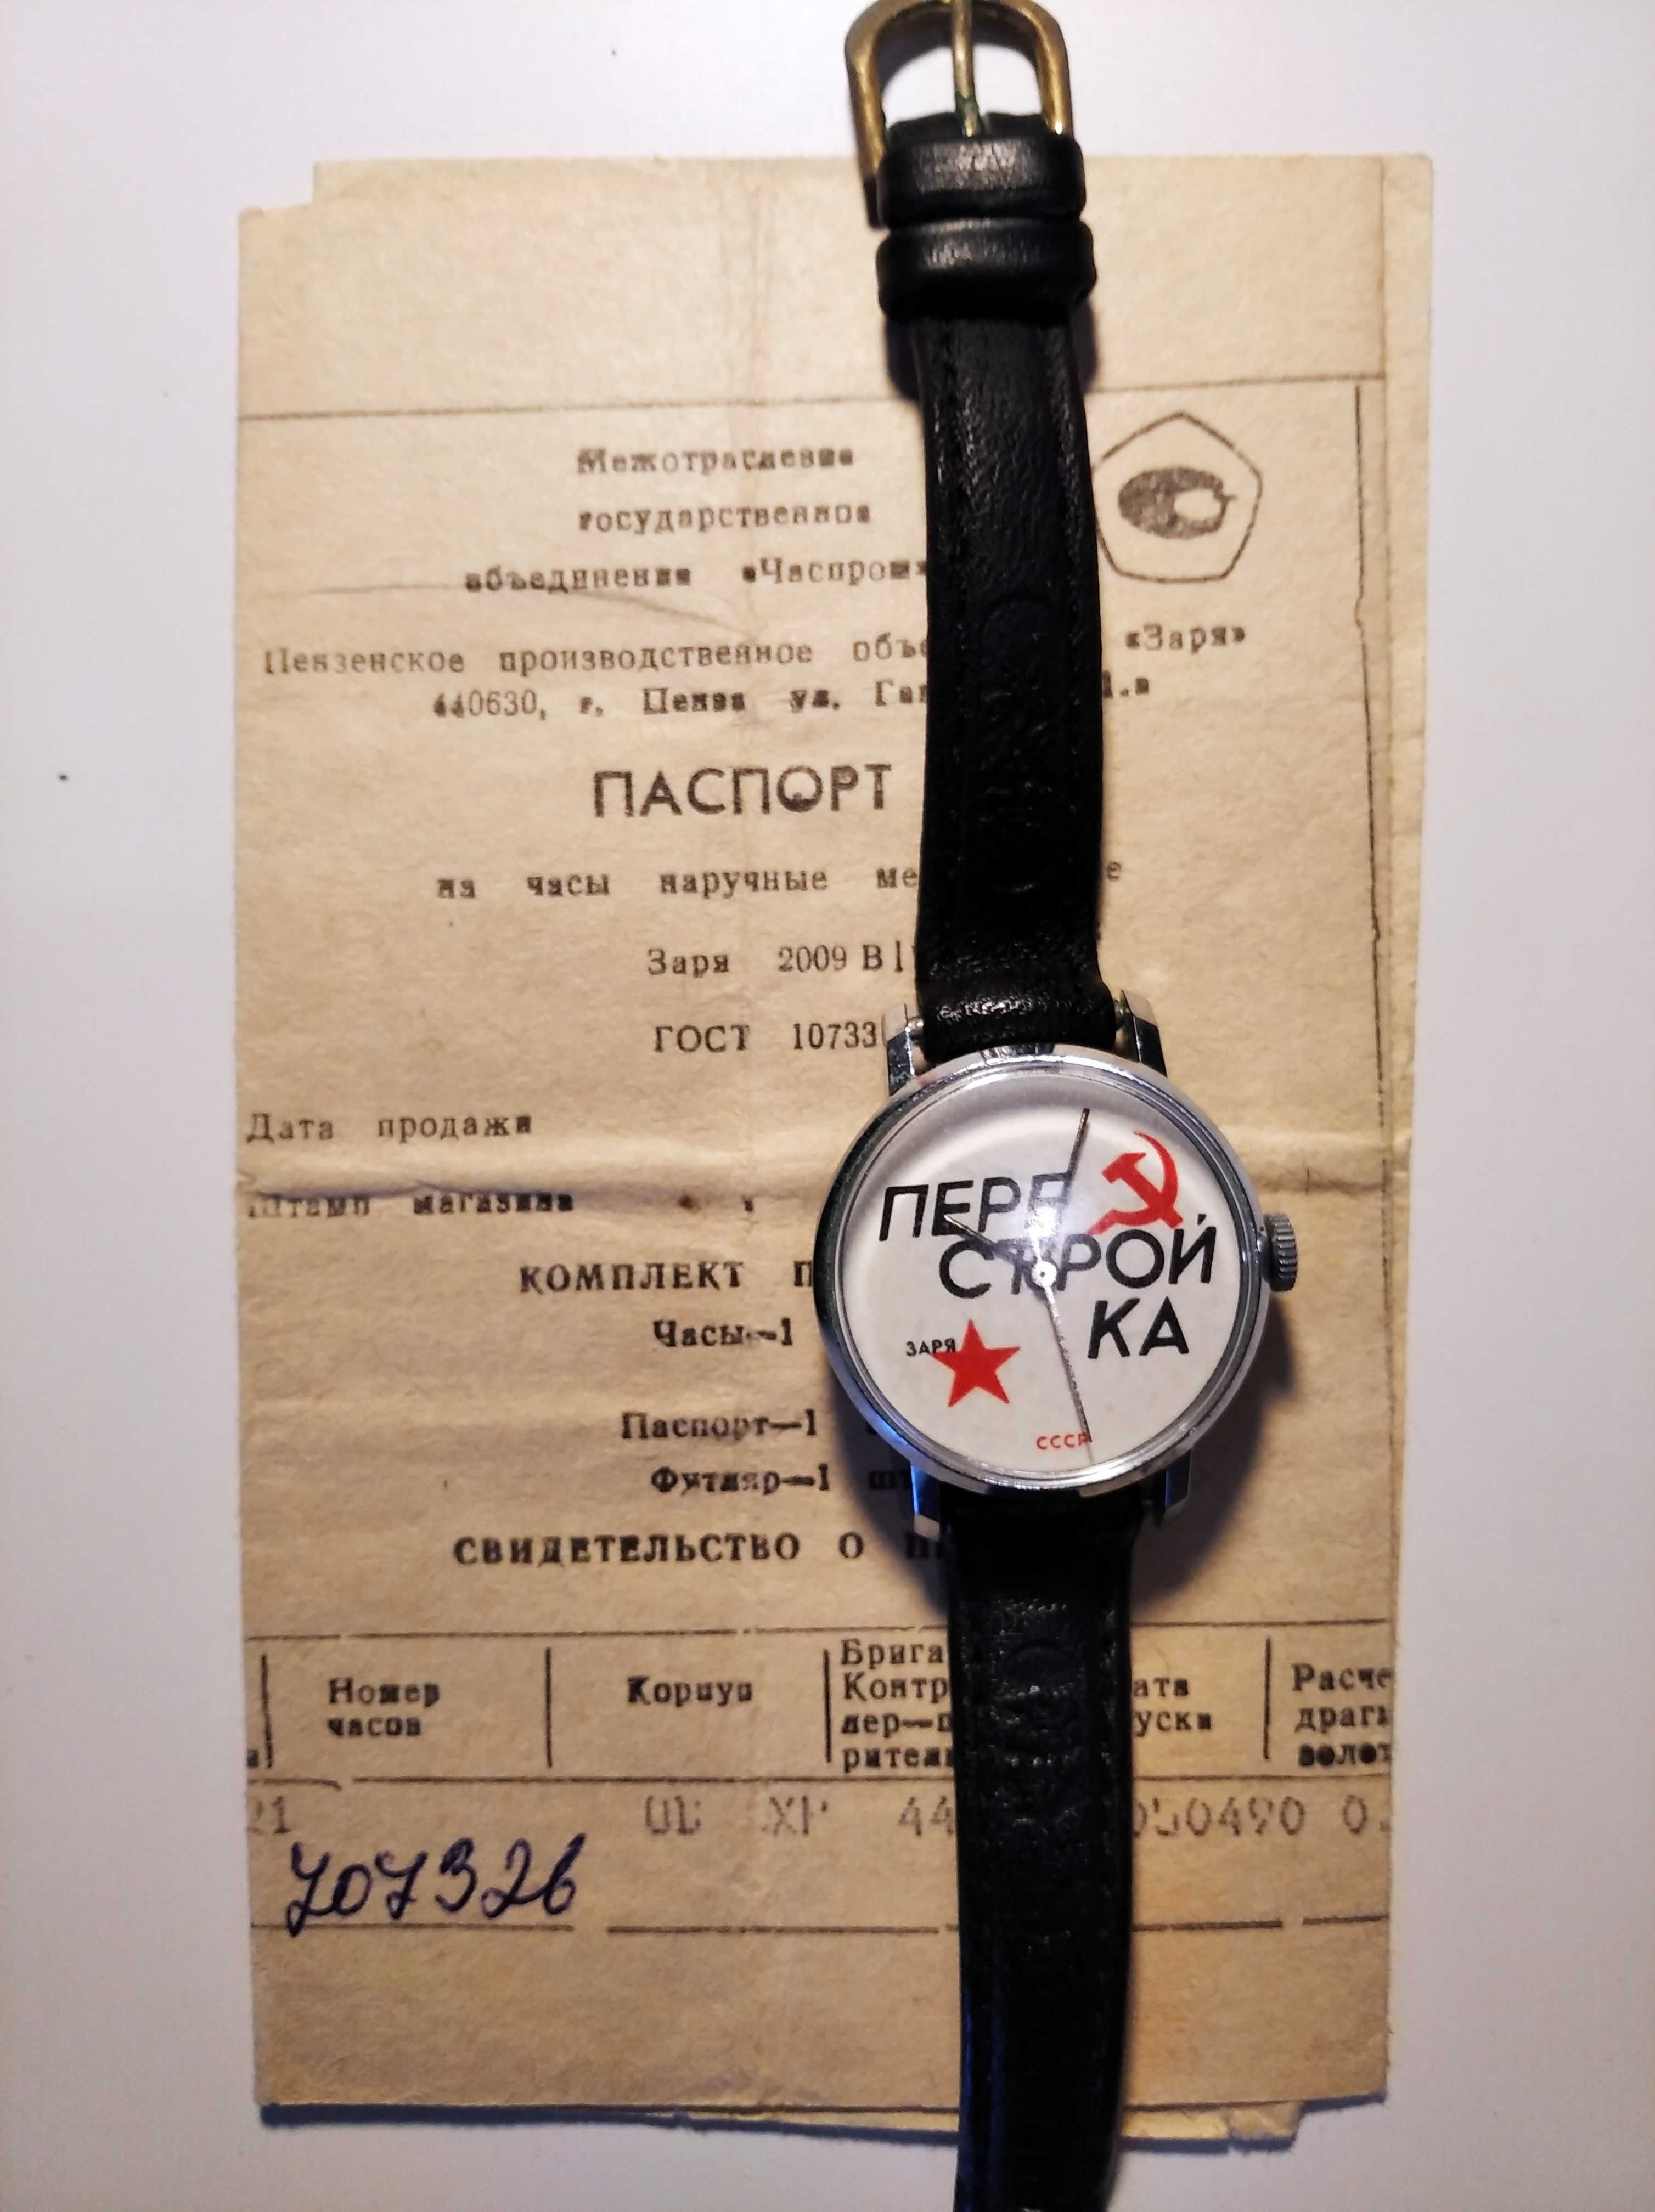 Межотраслевое
государственное
объединение «Часпром»
Пензенское производственное «Заря»
440630, г. Пенза ул.
ПАСПОРТ
на часы наручные
Заря 2009 В
ГОСТ 10733
Дата продажи
Штамп магазина
КОМПЛЕКТ
Часы—1
Паспорт—1
Футляр—1
СВИДЕТЕЛЬСТВО О
Номер
часов
Корпус
21
44
707326
ПЕРЕ
СТРОЙ
КА
ЗАРЯ
СССР